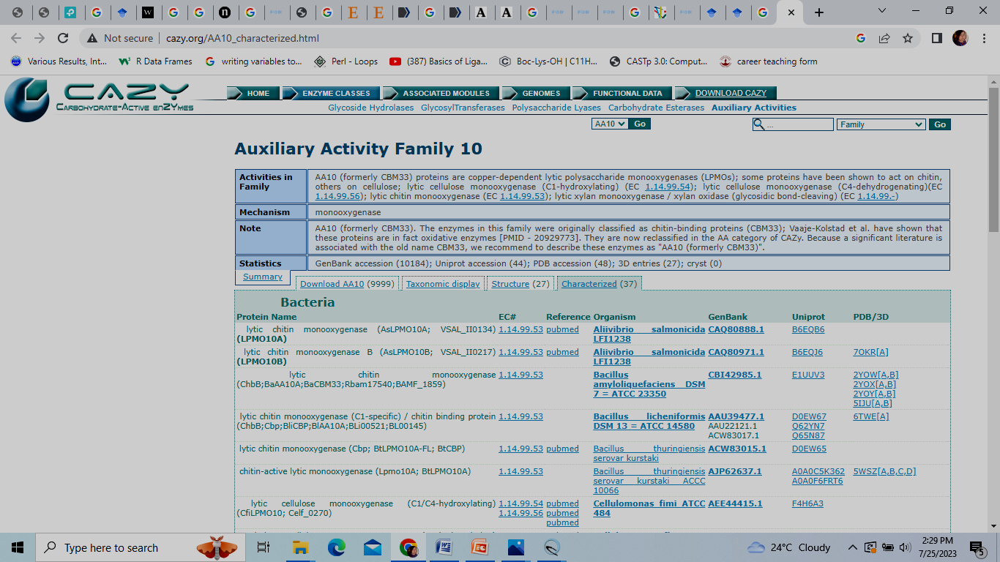 Not secure | cazy.org/AA10_characterized.html
Various Results, Int... R Data Frames writing variables to... Perl - Loops (387) Basics of Liga... Boc-Lys-OH | C11H... CASTp 3.0: Comput... career teaching form
CAZY
CARBOHYDRATE-ACTIVE ENZYMES
HOME ENZYME CLASSES ASSOCIATED MODULES GENOMES FUNCTIONAL DATA DOWNLOAD CAZY
Glycoside Hydrolases GlycosylTransferases Polysaccharide Lyases Carbohydrate Esterases Auxiliary Activities
AA10 Go ... Family Go
Auxiliary Activity Family 10
Activities in Family
AA10 (formerly CBM33) proteins are copper-dependent lytic polysaccharide monooxygenases (LPMOs); some proteins have been shown to act on chitin,
others on cellulose; lytic cellulose monooxygenase (C1-hydroxylating) (EC 1.14.99.54); lytic cellulose monooxygenase (C4-dehydrogenating)(EC
1.14.99.56); lytic chitin monooxygenase (EC 1.14.99.53); lytic xylan monooxygenase / xylan oxidase (glycosidic bond-cleaving) (EC 1.14.99.-)
Mechanism monooxygenase
Note
AA10 (formerly CBM33). The enzymes in this family were originally classified as chitin-binding proteins (CBM33); Vaaje-Kolstad et al. have shown that
these proteins are in fact oxidative enzymes [PMID - 20929773]. They are now reclassified in the AA category of CAZy. Because a significant literature is
associated with the old name CBM33, we recommend to describe these enzymes as "AA10 (formerly CBM33)".
Statistics GenBank accession (10184); Uniprot accession (44); PDB accession (48); 3D entries (27); cryst (0)
Summary Download AA10 (9999) Taxonomic display Structure (27) Characterized (37)
Bacteria
Protein Name EC# Reference Organism GenBank Uniprot PDB/3D
lytic chitin monooxygenase (AsLPMO10A; VSAL_II0134) 1.14.99.53 pubmed Aliivibrio salmonicida CAQ80888.1 B6EQB6
(LPMO10A) LFI1238
lytic chitin monooxygenase B (AsLPMO10B; VSAL_II0217) 1.14.99.53 pubmed Aliivibrio salmonicida CAQ80971.1 B6EQJ6 7OKR[A]
(LPMO10B) LFI1238
lytic chitin monooxygenase 1.14.99.53 Bacillus CBI42985.1 E1UUV3 2YOW[A,B]
(ChbB;BaAA10A;BaCBM33;Rbam17540;BAMF_1859) amyloliquefaciens DSM 2YOX[A,B]
7 = ATCC 23350 2YOY[A,B]
5IJU[A,B]
lytic chitin monooxygenase (C1-specific) / chitin binding protein 1.14.99.53 Bacillus licheniformis AAU39477.1 D0EW67 6TWE[A]
(ChbB;Cbp;BliCBP;BlAA10A;BLi00521;BL00145) DSM 13 = ATCC 14580 AAU22121.1 Q62YN7
ACW83017.1 Q65N87
lytic chitin monooxygenase (Cbp; BtLPMO10A-FL; BtCBP) 1.14.99.53 pubmed Bacillus thuringiensis ACW83015.1 D0EW65
serovar kurstaki
chitin-active lytic monooxygenase (Lpmo10A; BtLPMO10A) 1.14.99.53 Bacillus thuringiensis AJP62637.1 A0A0C5K362 5WSZ[A,B,C,D]
serovar kurstaki ACCC A0A0F6FRT6
10066
lytic cellulose monooxygenase (C1/C4-hydroxylating) 1.14.99.54 pubmed Cellulomonas fimi ATCC AEE44415.1 F4H6A3
(CfiLPMO10; Celf_0270) 1.14.99.56 pubmed 484
pubmed
Type here to search 24°C Cloudy 2:29 PM
7/25/2023 5